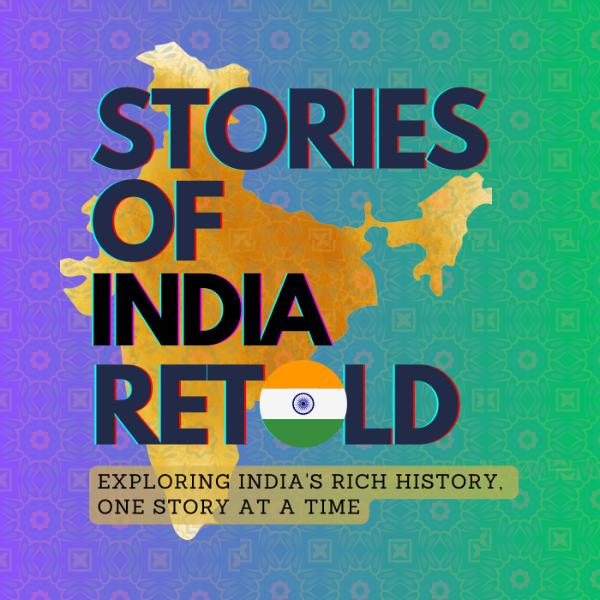 STORIES
OF
INDIA
RETOLD
EXPLORING INDIA'S RICH HISTORY,
ONE STORY AT A TIME